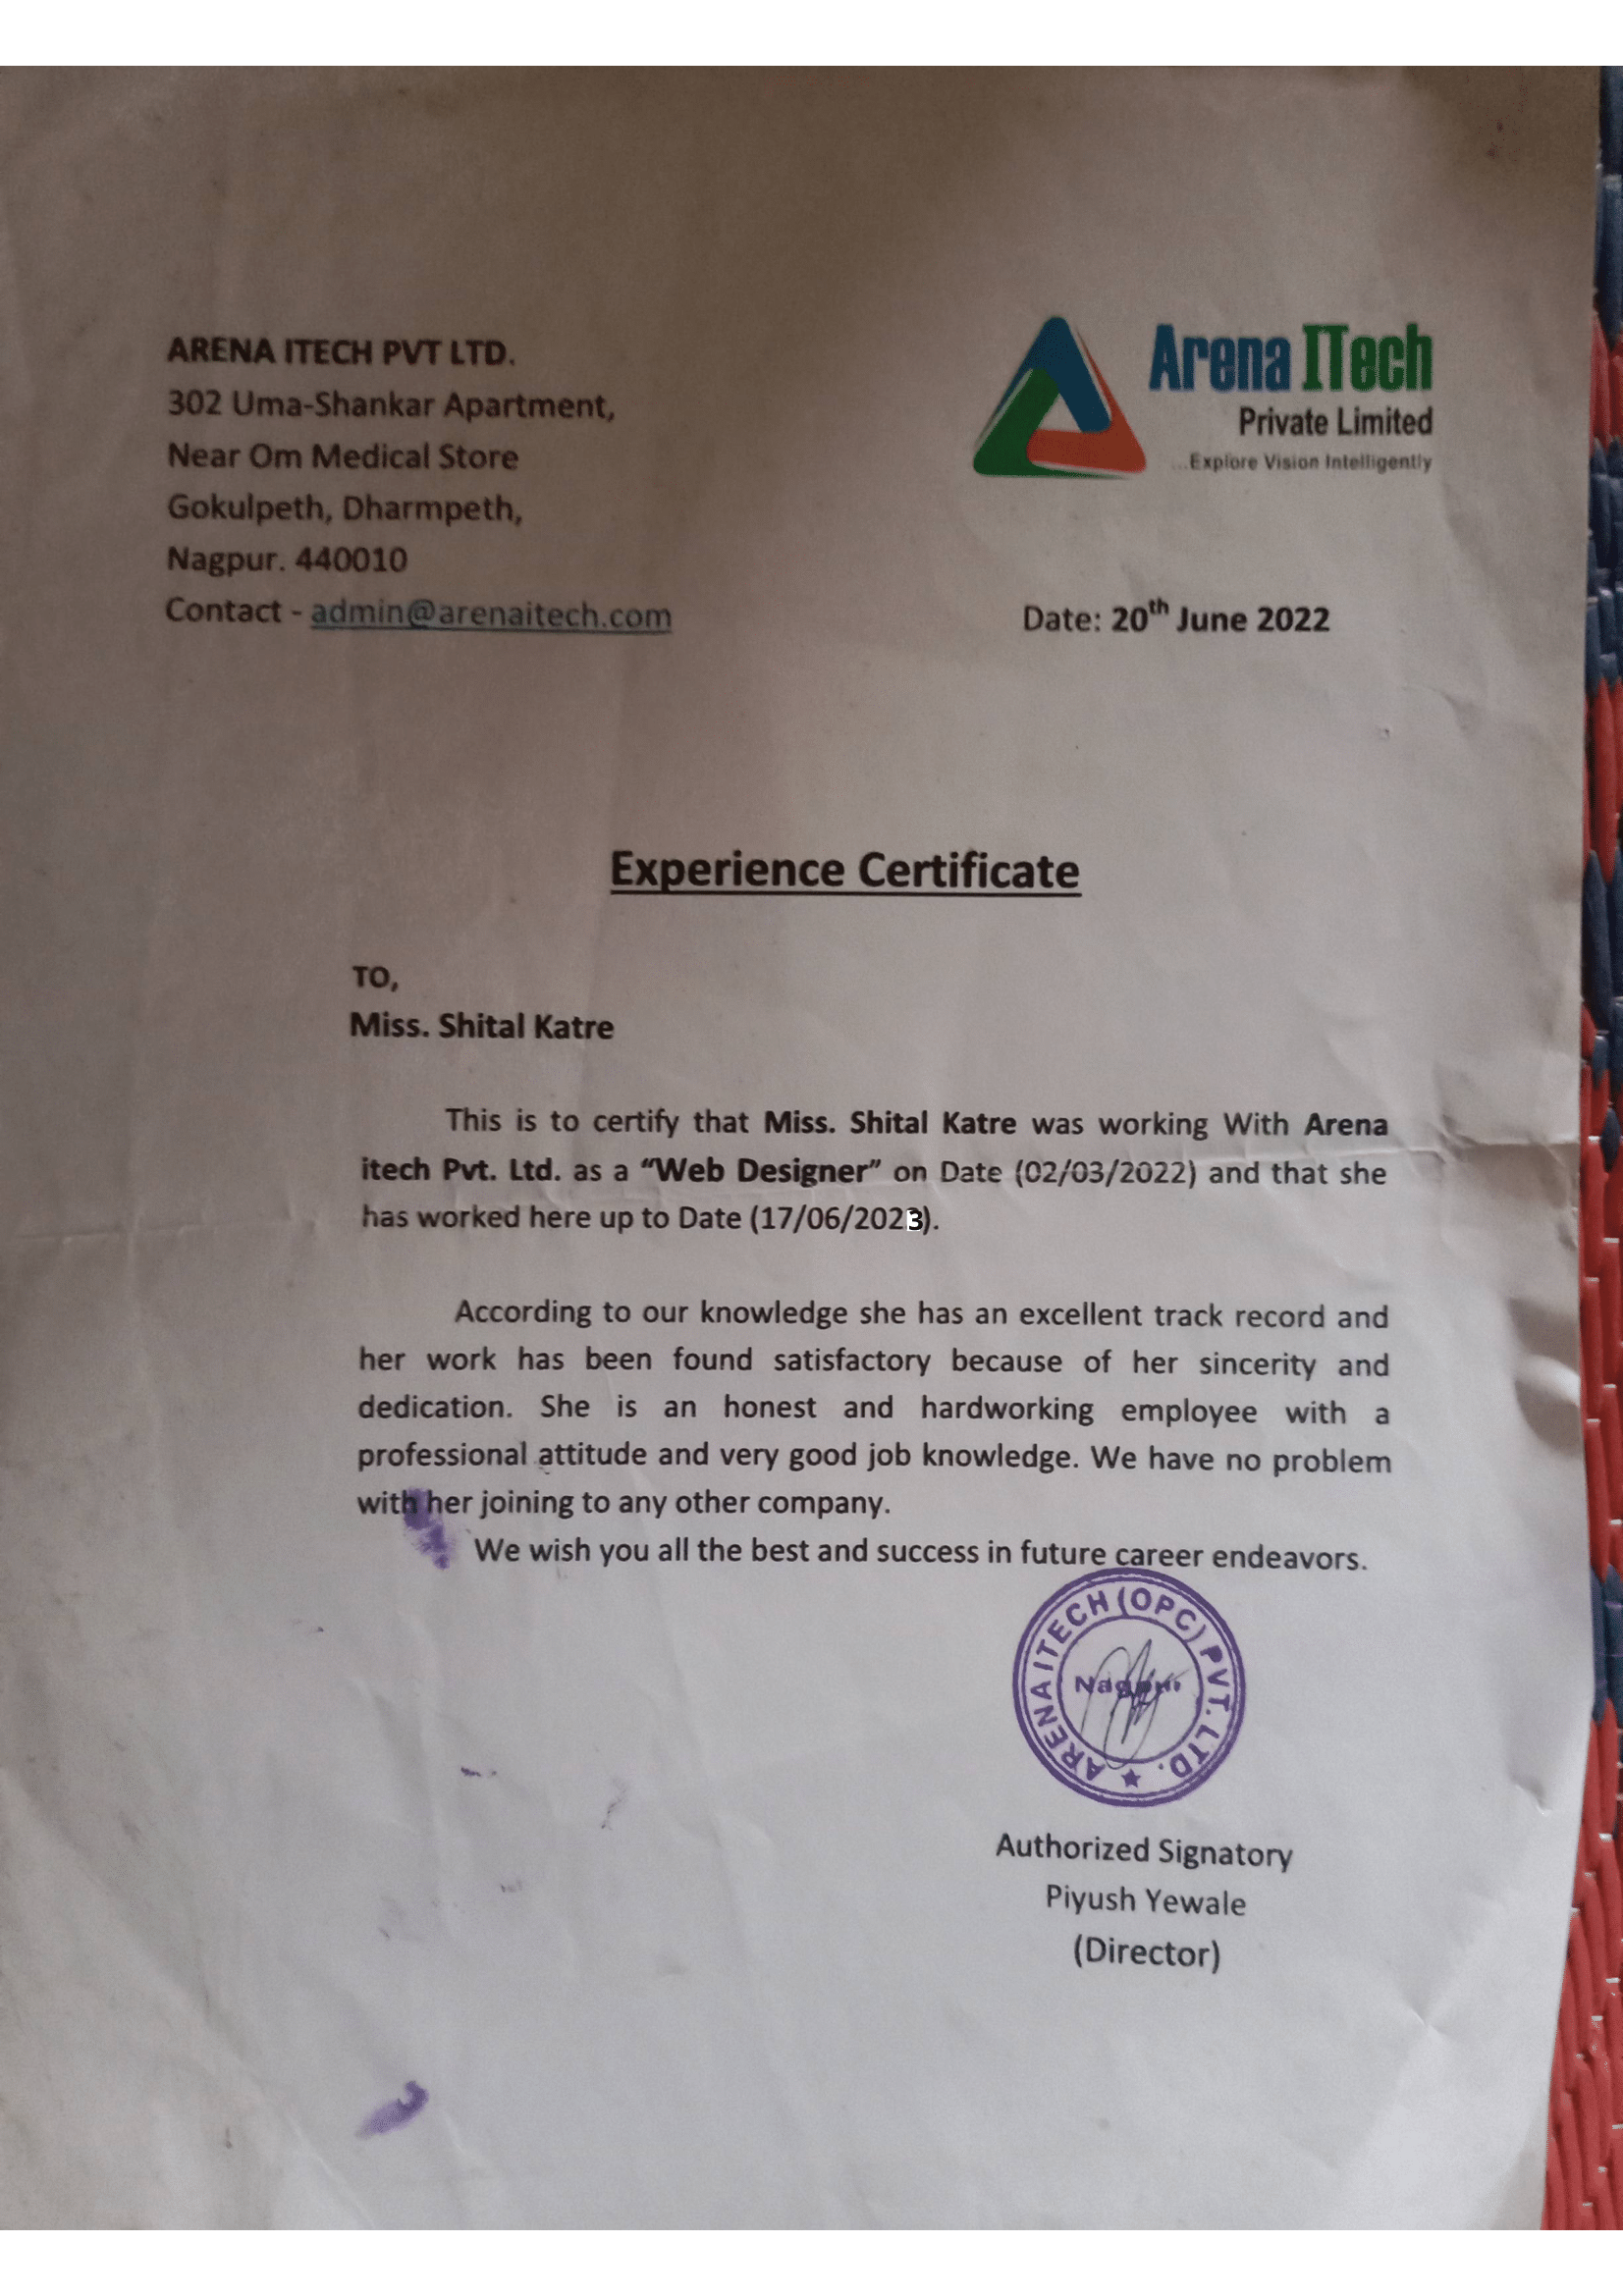 ARENA ITECH PVT LTD.
302 Uma-Shankar Apartment,
Near Om Medical Store
Gokulpeth, Dharmpeth,
Nagpur. 440010
Contact - admin@arenaitech.com
Arena ITech
Private Limited
...Explore Vision Intelligently
Date: 20th June 2022
Experience Certificate
TO,
Miss. Shital Katre
This is to certify that Miss. Shital Katre was working With Arena
itech Pvt. Ltd. as a “Web Designer” on Date (02/03/2022) and that she
has worked here up to Date (17/06/2023).
According to our knowledge she has an excellent track record and
her work has been found satisfactory because of her sincerity and
dedication. She is an honest and hardworking employee with a
professional attitude and very good job knowledge. We have no problem
with her joining to any other company.
We wish you all the best and success in future career endeavors.
ARENAITECH (OPC) PVT. LTD.
Nagpur
Authorized Signatory
Piyush Yewale
(Director)